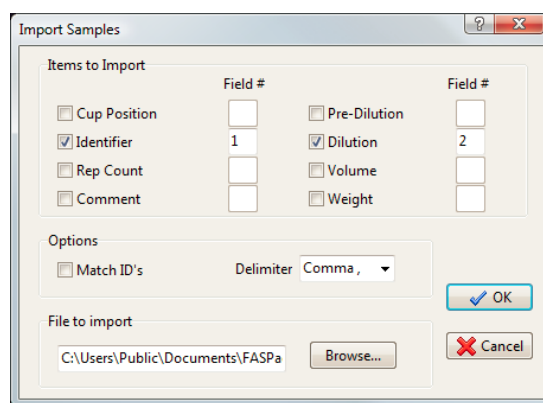 Import Samples
?
Items to Import
Field #
Field #
Cup Position
Pre-Dilution
Identifier 1
Dilution 2
Rep Count
Volume
Comment
Weight
Options
Match ID's
Delimiter Comma ,
OK
File to import
C:\Users\Public\Documents\FASPa
Browse...
Cancel